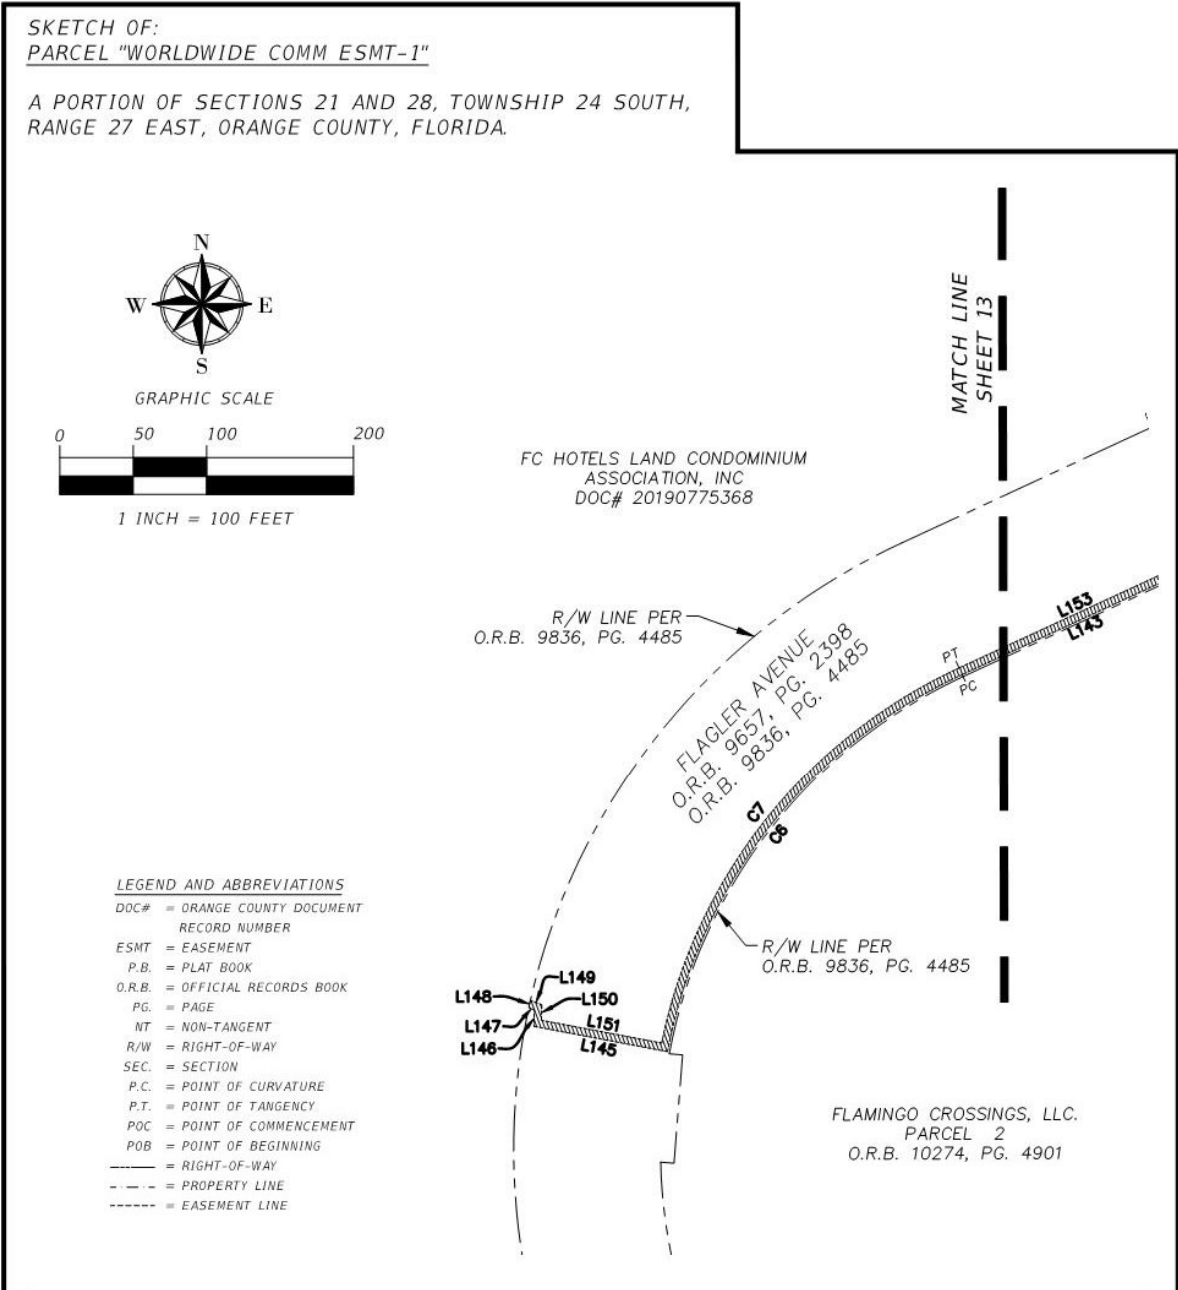 SKETCH OF:
PARCEL "WORLDWIDE COMM ESMT-1"
A PORTION OF SECTIONS 21 AND 28, TOWNSHIP 24 SOUTH,
RANGE 27 EAST, ORANGE COUNTY, FLORIDA.
N
W E
S
GRAPHIC SCALE
0 50 100 200
1 INCH = 100 FEET
MATCH LINE
SHEET 13
FC HOTELS LAND CONDOMINIUM
ASSOCIATION, INC
DOC# 20190775368
R/W LINE PER
O.R.B. 9836, PG. 4485
FLAGLER AVENUE
O.R.B. 9657, PG. 2398
O.R.B. 9836, PG. 4485
L153
L143
PT
PC
C7
C6
R/W LINE PER
O.R.B. 9836, PG. 4485
L149
L148
L150
L147
L151
L146
L145
FLAMINGO CROSSINGS, LLC.
PARCEL 2
O.R.B. 10274, PG. 4901
LEGEND AND ABBREVIATIONS
DOC# = ORANGE COUNTY DOCUMENT
RECORD NUMBER
ESMT = EASEMENT
P.B. = PLAT BOOK
O.R.B. = OFFICIAL RECORDS BOOK
PG. = PAGE
NT = NON-TANGENT
R/W = RIGHT-OF-WAY
SEC. = SECTION
P.C. = POINT OF CURVATURE
P.T. = POINT OF TANGENCY
POC = POINT OF COMMENCEMENT
POB = POINT OF BEGINNING
= RIGHT-OF-WAY
= PROPERTY LINE
= EASEMENT LINE